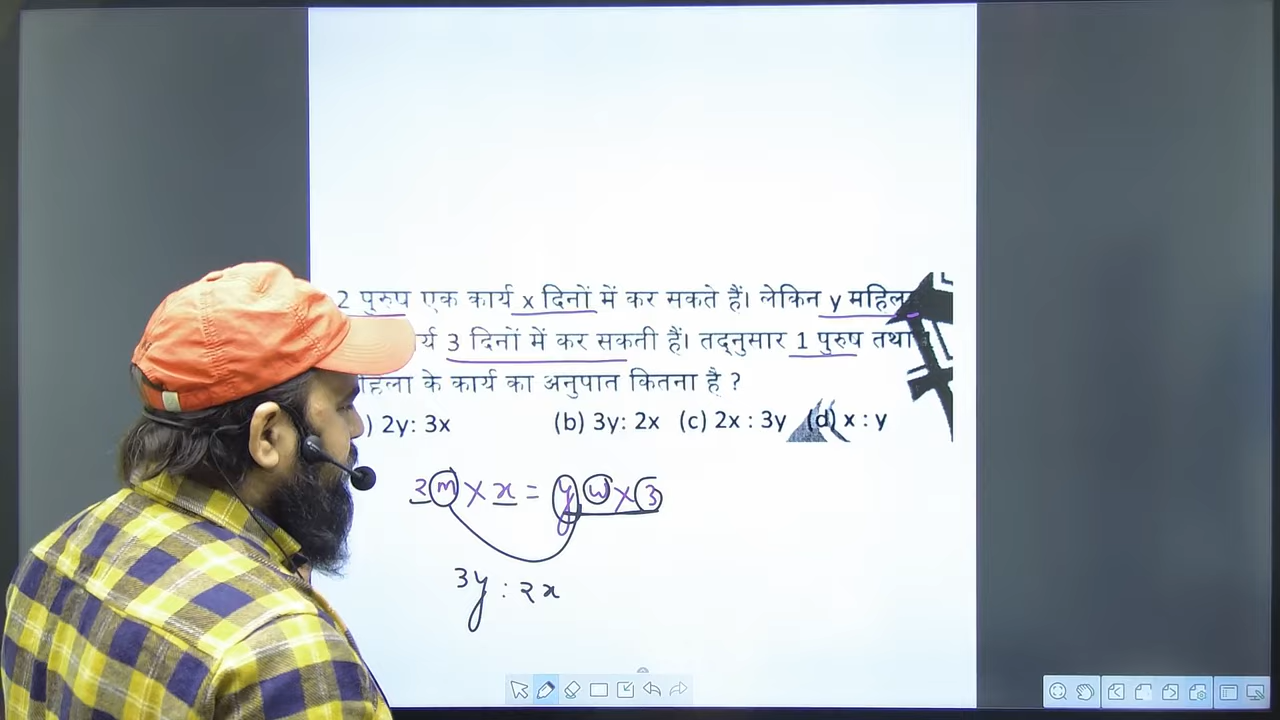 2 पुरुष एक कार्य x दिनों में कर सकते हैं। लेकिन y
3 दिनों में कर सकती हैं। तद्नुसार 1 पुरुष तथा
के कार्य का अनुपात कितना है ?
) 2y: 3x (b) 3y: 2x (c) 2x : 3y (d) x : y
2m × x = y w × 3
3y : 2x